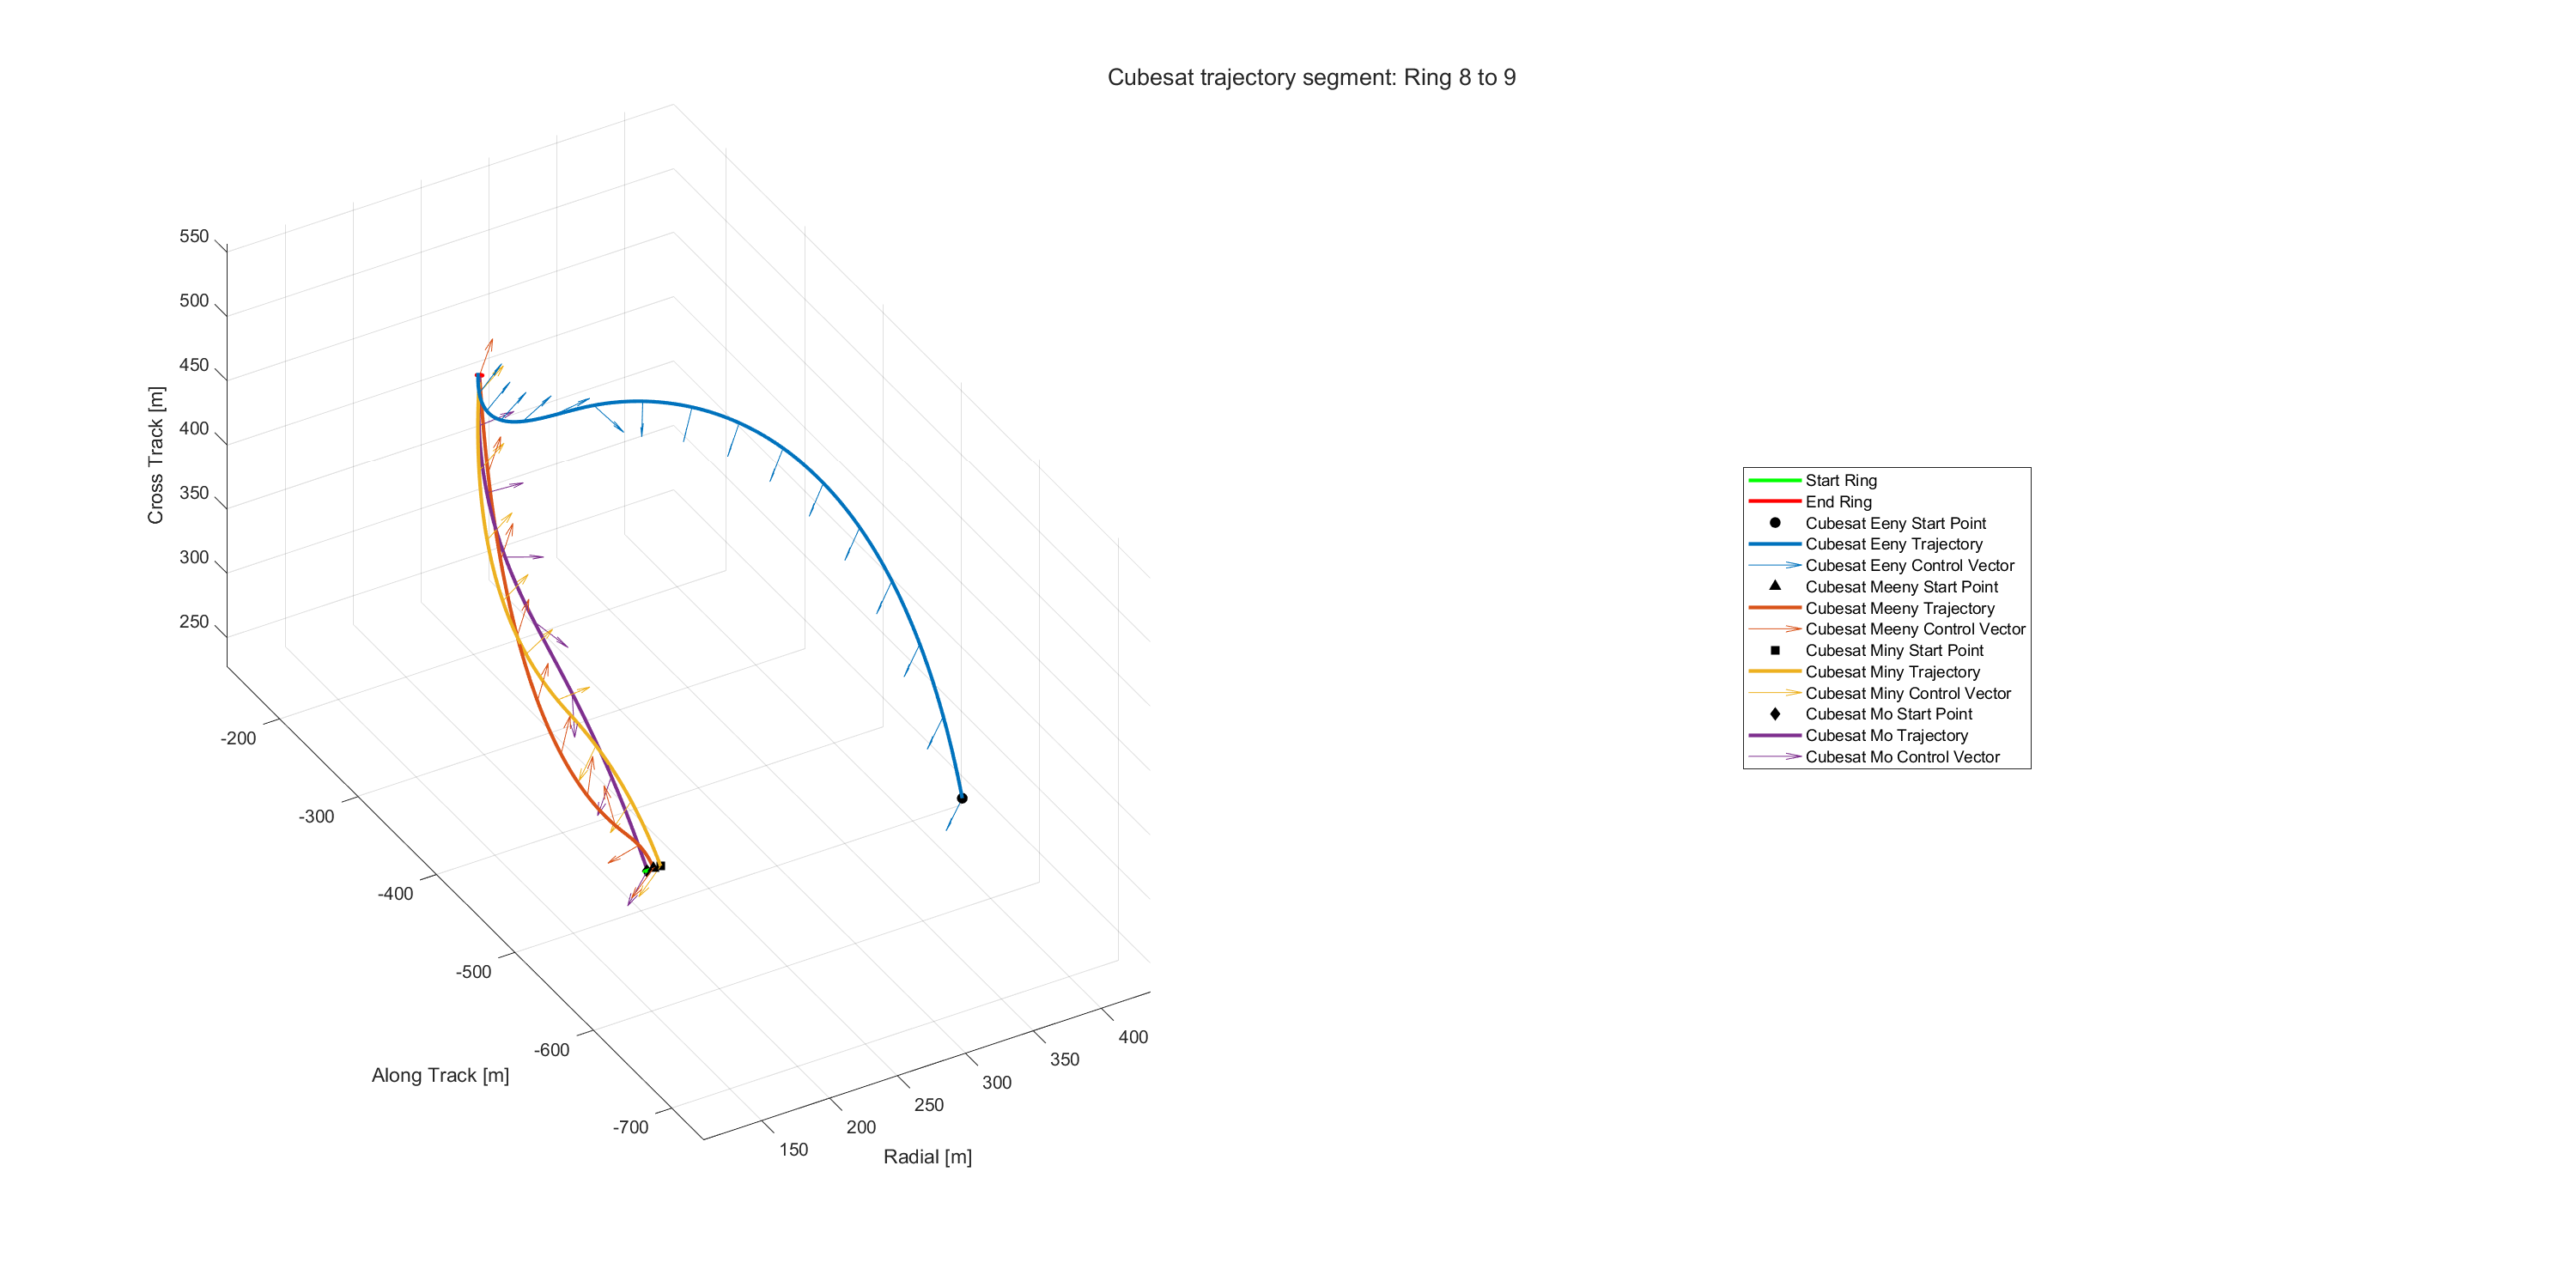 Cubesat trajectory segment: Ring 8 to 9
550
500
450
400
350
300
250
Cross Track [m]
-200
-300
-400
-500
-600
-700
Along Track [m]
150
200
250
300
350
400
Radial [m]
Start Ring
End Ring
Cubesat Eeny Start Point
Cubesat Eeny Trajectory
Cubesat Eeny Control Vector
Cubesat Meeny Start Point
Cubesat Meeny Trajectory
Cubesat Meeny Control Vector
Cubesat Miny Start Point
Cubesat Miny Trajectory
Cubesat Miny Control Vector
Cubesat Mo Start Point
Cubesat Mo Trajectory
Cubesat Mo Control Vector